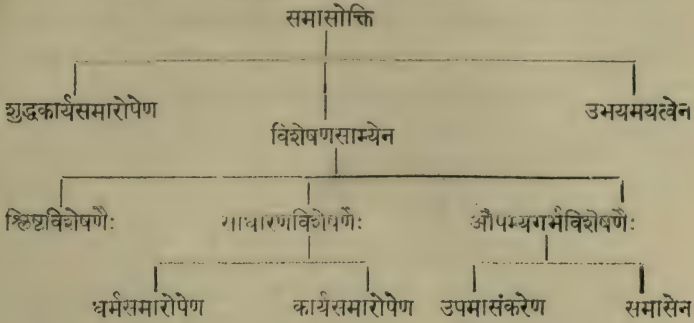 समासोक्ति
शुद्धकार्यसमारोपेण उभयमयत्वेन
विशेषणसाम्येन
श्लिष्टविशेषणैः साधारणविशेषणैः औपम्यगर्भविशेषणैः
धर्मसमारोपेण कार्यसमारोपेण उपमासंकरेण समासेन